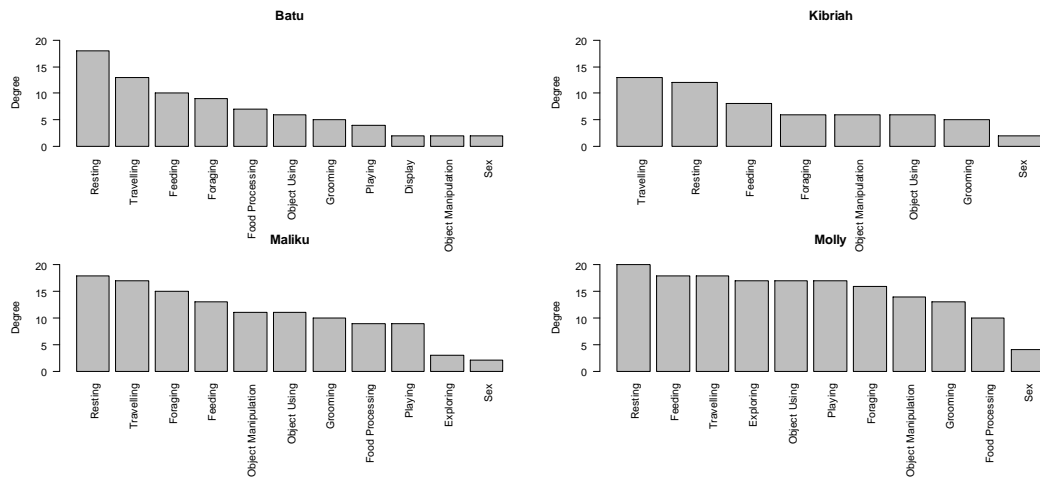 Batu
Degree
20
15
10
5
0
Resting
Travelling
Feeding
Foraging
Food Processing
Object Using
Grooming
Playing
Display
Object Manipulation
Sex
Kibriah
Degree
20
15
10
5
0
Travelling
Resting
Feeding
Foraging
Object Manipulation
Object Using
Grooming
Sex
Maliku
Degree
20
15
10
5
0
Resting
Travelling
Foraging
Feeding
Object Manipulation
Object Using
Grooming
Food Processing
Playing
Exploring
Sex
Molly
Degree
20
15
10
5
0
Resting
Feeding
Travelling
Exploring
Object Using
Playing
Foraging
Object Manipulation
Grooming
Food Processing
Sex